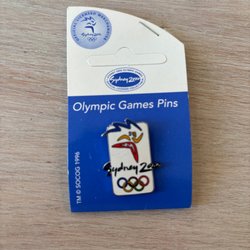 Sydney 2000
Olympic Games Pins
TM © SOCOG 1996
Sydney 2000